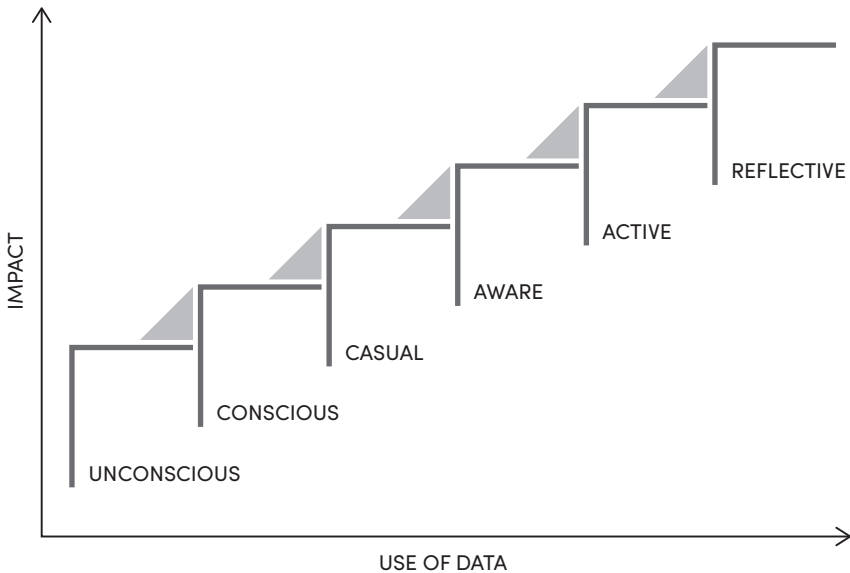 IMPACT
REFLECTIVE
ACTIVE
AWARE
CASUAL
CONSCIOUS
UNCONSCIOUS
USE OF DATA